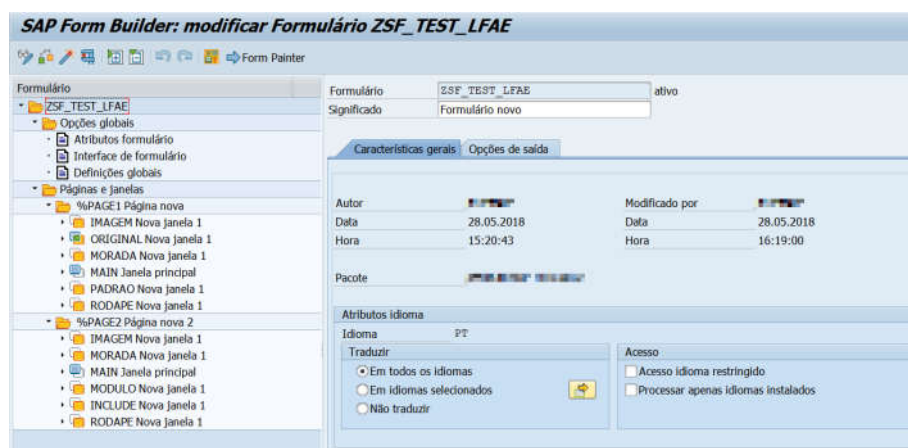 SAP Form Builder: modificar Formulário ZSF_TEST_LFAE
Form Painter
Formulário
ZSF_TEST_LFAE
Opções globais
Atributos formulário
Interface de formulário
Definições globais
Páginas e janelas
%PAGE1 Página nova
IMAGEM Nova janela 1
ORIGINAL Nova janela 1
MORADA Nova janela 1
MAIN Janela principal
PADRAO Nova janela 1
RODAPE Nova janela 1
%PAGE2 Página nova 2
IMAGEM Nova janela 1
MORADA Nova janela 1
MAIN Janela principal
MODULO Nova janela 1
INCLUDE Nova janela 1
RODAPE Nova janela 1
Formulário ZSF_TEST_LFAE ativo
Significado Formulário novo
Características gerais Opções de saída
Autor Modificado por
Data 28.05.2018 Data 28.05.2018
Hora 15:20:43 Hora 16:19:00
Pacote
Atributos idioma
Idioma PT
Traduzir Acesso
Em todos os idiomas Acesso idioma restringido
Em idiomas selecionados Processar apenas idiomas instalados
Não traduzir